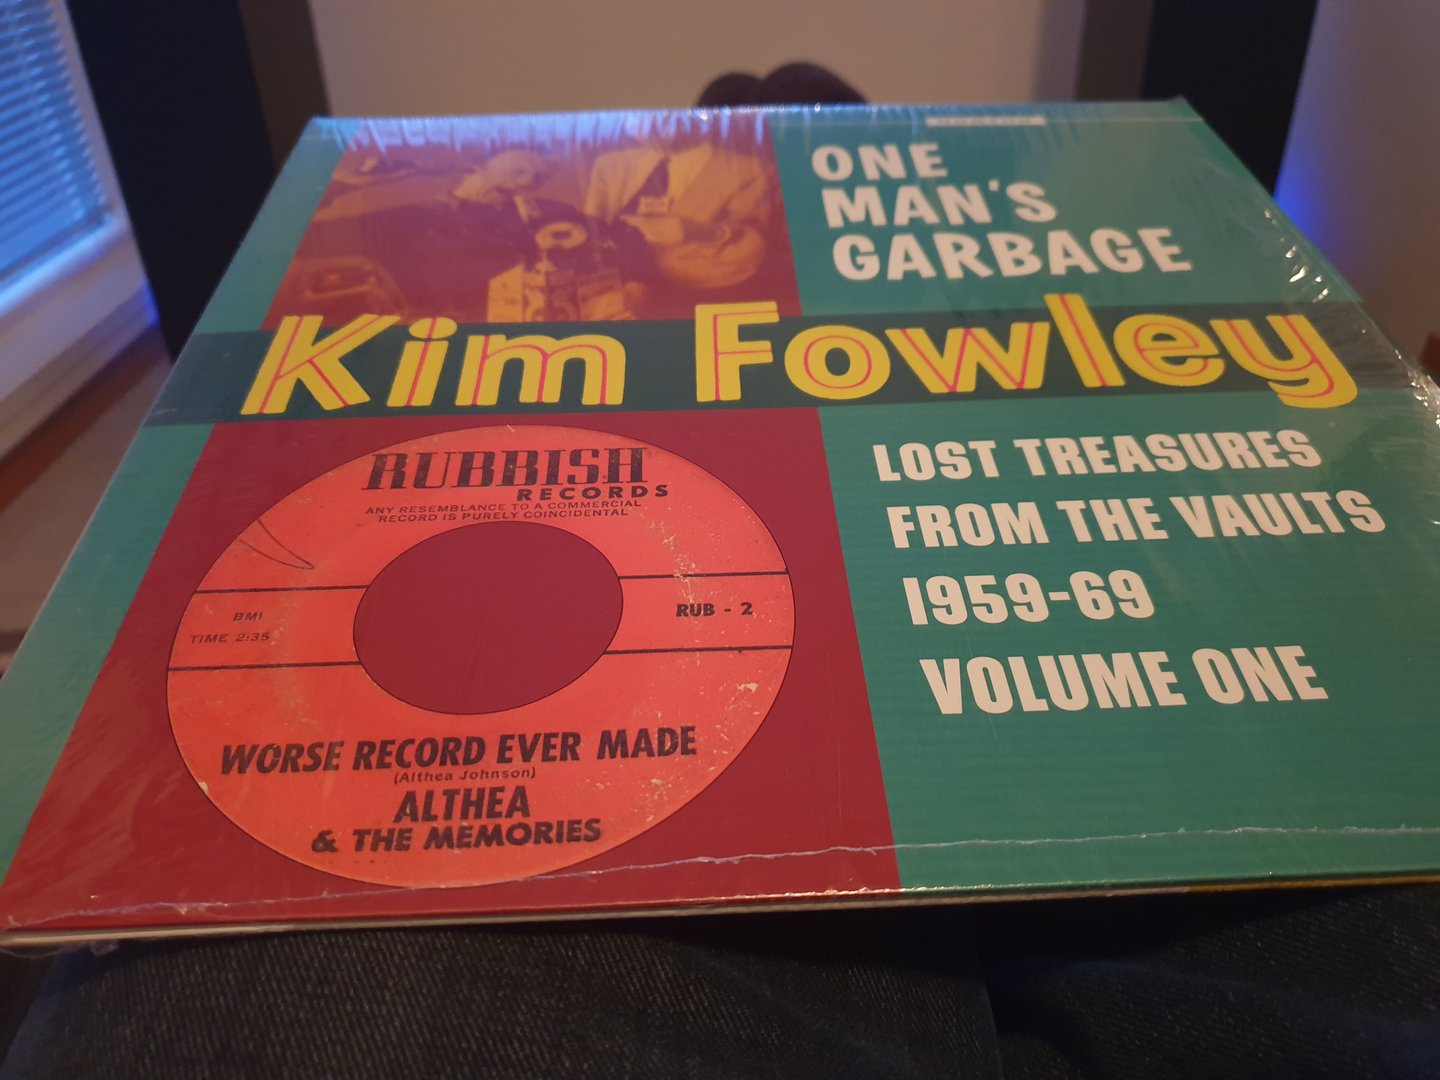 ONE
MAN'S
GARBAGE
Kim Fowley
LOST TREASURES
FROM THE VAULTS
1959-69
VOLUME ONE
RUBBISH
RECORDS
ANY RESEMBLANCE TO A COMMERCIAL
RECORD IS PURELY COINCIDENTAL
BMI
TIME 2:35
RUB - 2
WORSE RECORD EVER MADE
(Althea Johnson)
ALTHEA
& THE MEMORIES